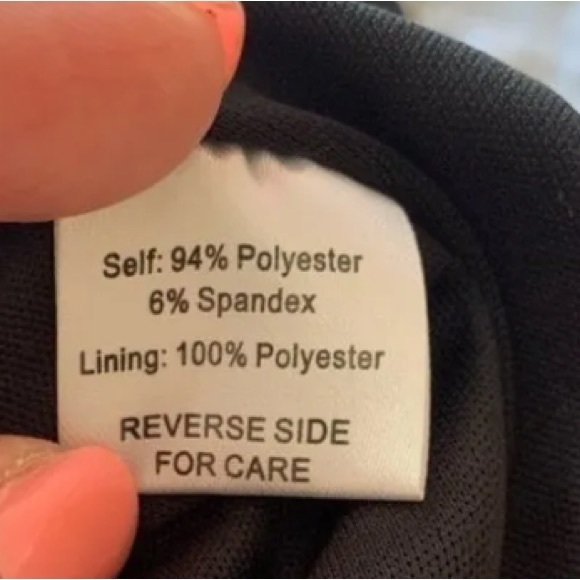 Self: 94% Polyester
6% Spandex
Lining: 100% Polyester
REVERSE SIDE
FOR CARE